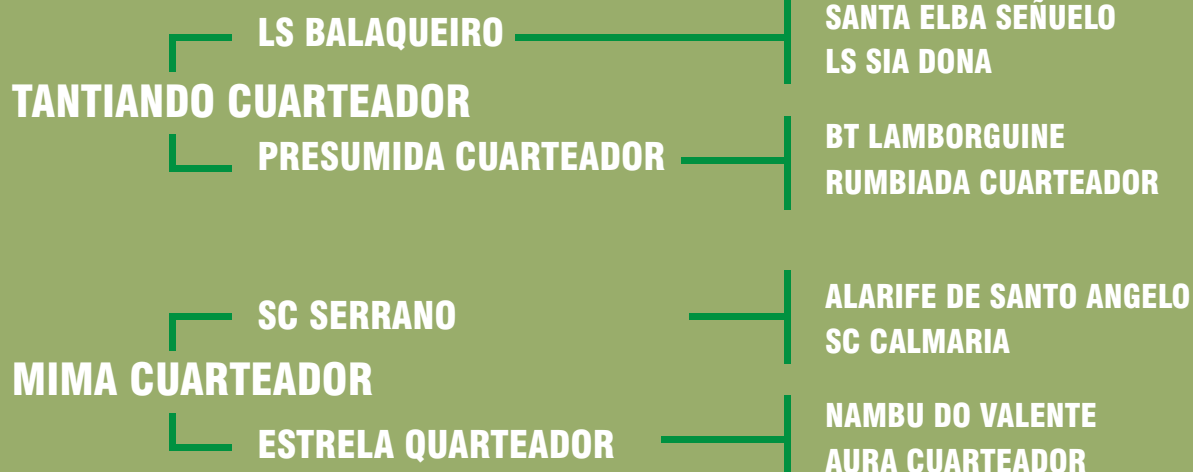 LS BALAQUEIRO
SANTA ELBA SEÑUELO
LS SIA DONA
TANTIANDO CUARTEADOR
PRESUMIDA CUARTEADOR
BT LAMBORGUINE
RUMBIADA CUARTEADOR
SC SERRANO
ALARIFE DE SANTO ANGELO
SC CALMARIA
MIMA CUARTEADOR
ESTRELA QUARTEADOR
NAMBU DO VALENTE
AURA CUARTEADOR